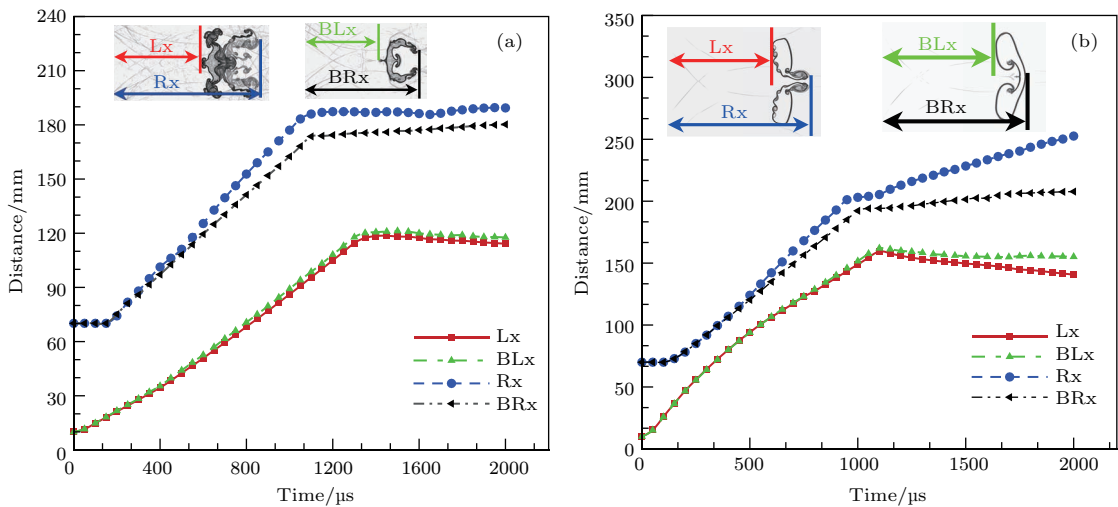 240
210
180
150
120
90
60
30
0
Distance/mm
0 400 800 1200 1600 2000
Time/µs
(a)
Lx
Rx
BLx
BRx
Lx
BLx
Rx
BRx
350
300
250
200
150
100
50
0
Distance/mm
0 500 1000 1500 2000
Time/µs
(b)
Lx
Rx
BLx
BRx
Lx
BLx
Rx
BRx